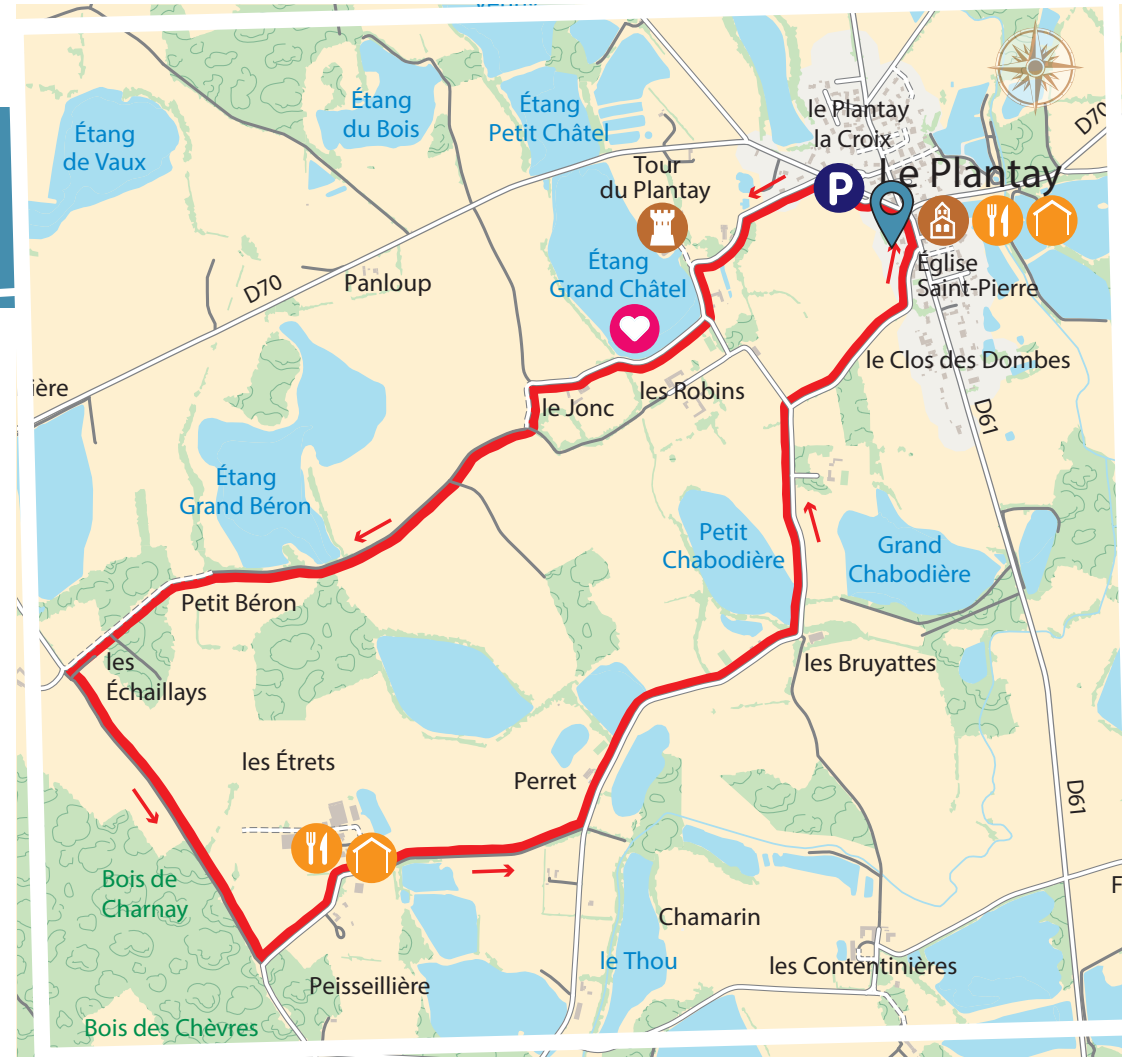 Étang
du Bois
Étang
Petit Châtel
le Plantay
la Croix
D70
Étang
de Vaux
Tour
du Plantay
P
Le Plantay
Étang
Grand Châtel
Église
Saint-Pierre
D70
Panloup
le Clos des Dombes
ière
le Jonc
les Robins
D61
Étang
Grand Béron
Petit
Chabodière
Grand
Chabodière
Petit Béron
les
Échaillays
les Bruyattes
les Étrets
Perret
D61
Bois de
Charnay
F
Chamarin
le Thou
les Contentinières
Peisseillière
Bois des Chèvres